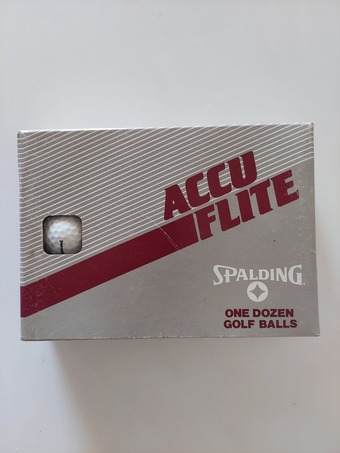 ACCU
FLITE
SPALDING
ONE DOZEN
GOLF BALLS